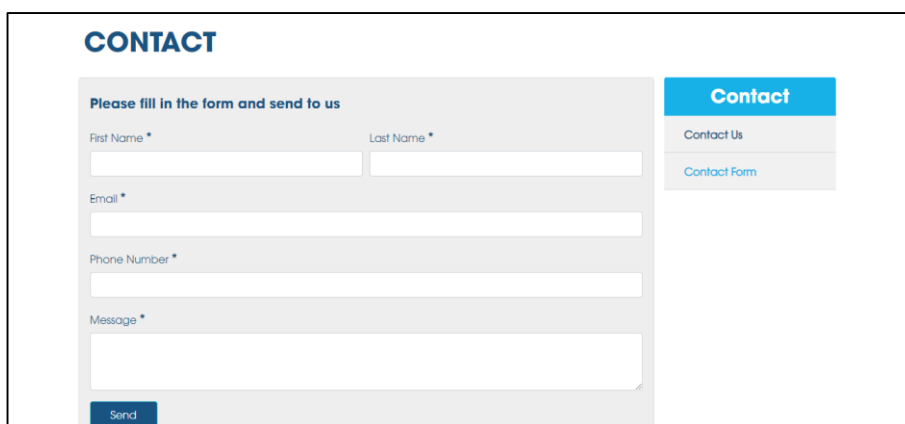 CONTACT
Please fill in the form and send to us
First Name * Last Name *
Email *
Phone Number *
Message *
Send
Contact
Contact Us
Contact Form